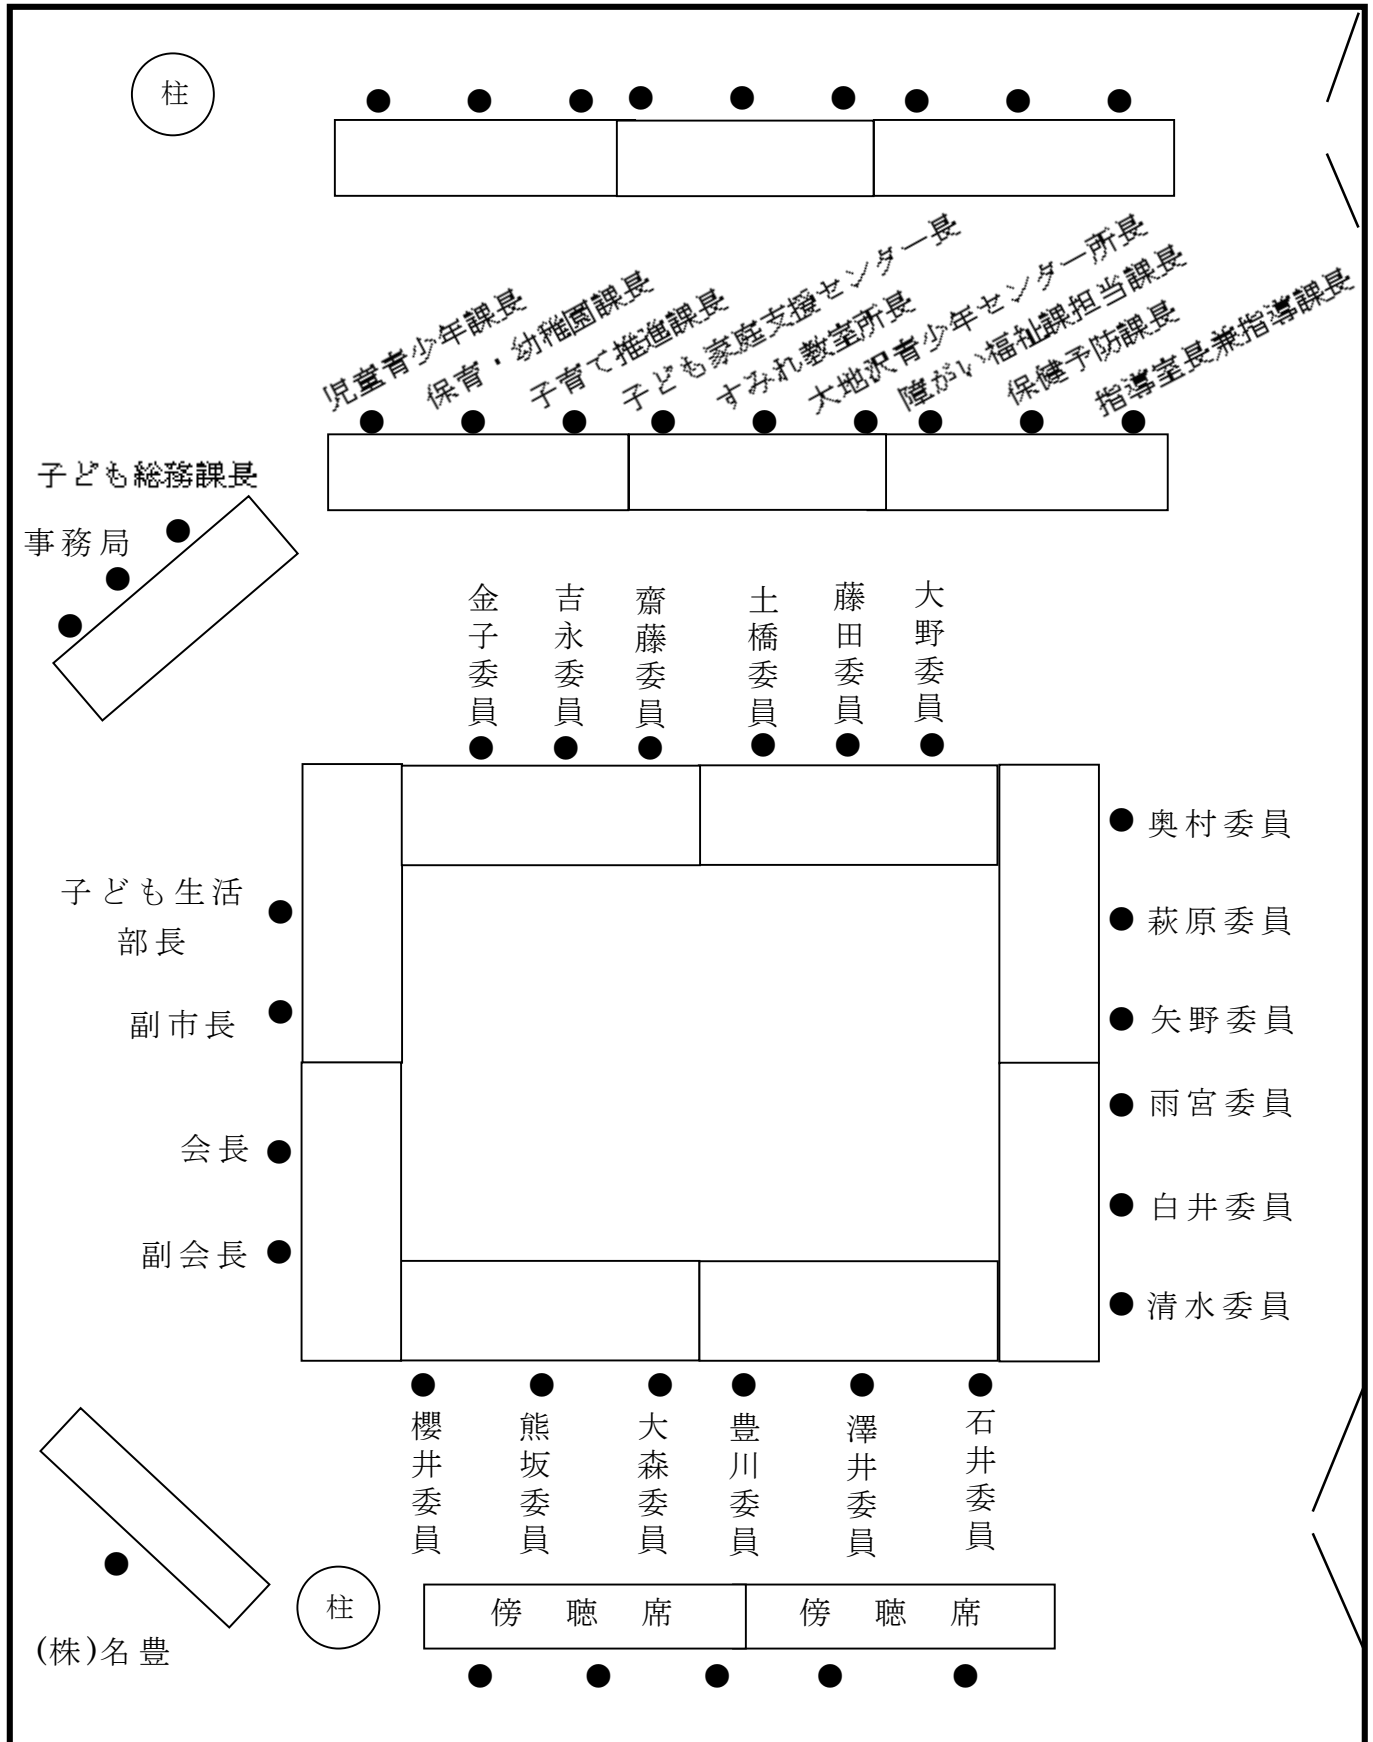 柱
児童青少年課長
保育・幼稚園課長
子育て推進課長
子ども家庭支援センター長
すみれ教室所長
大地沢青少年センター所長
障がい福祉課担当課長
保健予防課長
指導室長兼指導課長
子ども総務課長
事務局
金子委員
吉永委員
齋藤委員
土橋委員
藤田委員
大野委員
奥村委員
萩原委員
矢野委員
雨宮委員
白井委員
清水委員
子ども生活
部長
副市長
会長
副会長
櫻井委員
熊坂委員
大森委員
豊川委員
澤井委員
石井委員
柱
傍聴席
傍聴席
(株)名豊